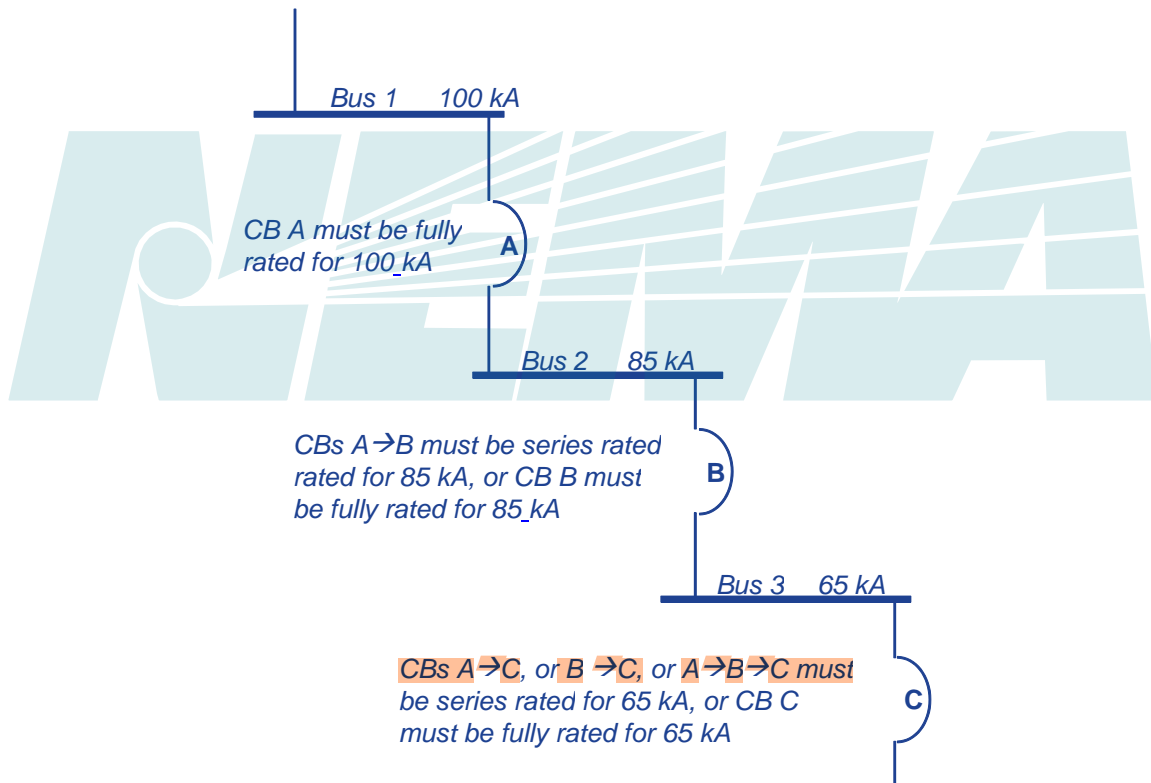 Bus 1 100 kA
CB A must be fully
rated for 100 kA
A
Bus 2 85 kA
CBs A→B must be series rated
rated for 85 kA, or CB B must
be fully rated for 85 kA
B
Bus 3 65 kA
CBs A→C, or B →C, or A→B→C must
be series rated for 65 kA, or CB C
must be fully rated for 65 kA
C
NEMA